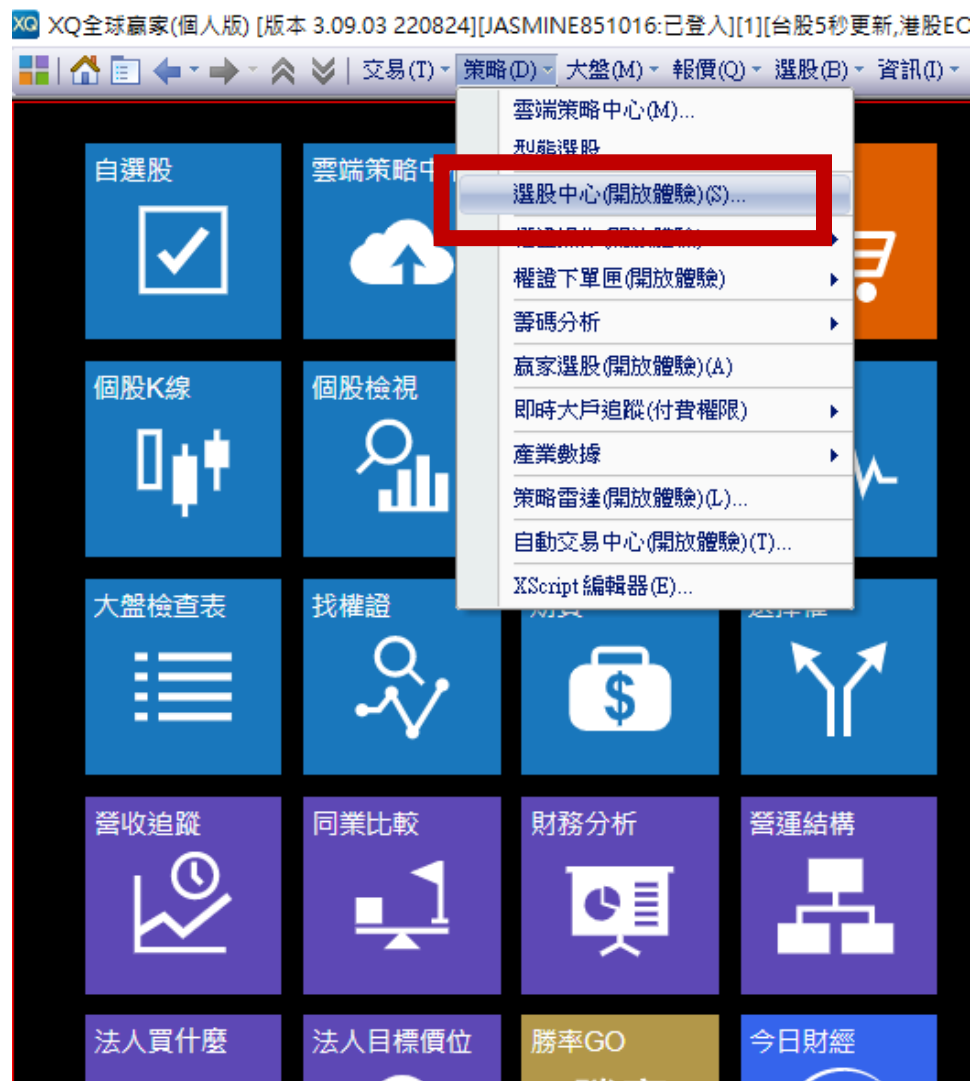 XQ XQ全球贏家(個人版) [版本 3.09.03 220824][JASMINE851016:已登入][1][台股5秒更新,港股EC
交易(T) 策略(D) 大盤(M) 報價(Q) 選股(B) 資訊(I)
雲端策略中心(M)...
型態選股
選股中心(開放體驗)(S)...
權證下單匣(開放體驗)
籌碼分析
贏家選股(開放體驗)(A)
即時大戶追蹤(付費權限)
產業數據
策略雷達(開放體驗)(L)...
自動交易中心(開放體驗)(T)...
XScript 編輯器(E)...
自選股
雲端策略中
個股K線
個股檢視
大盤檢查表
找權證
營收追蹤
同業比較
財務分析
營運結構
法人買什麼
法人目標價位
勝率GO
今日財經